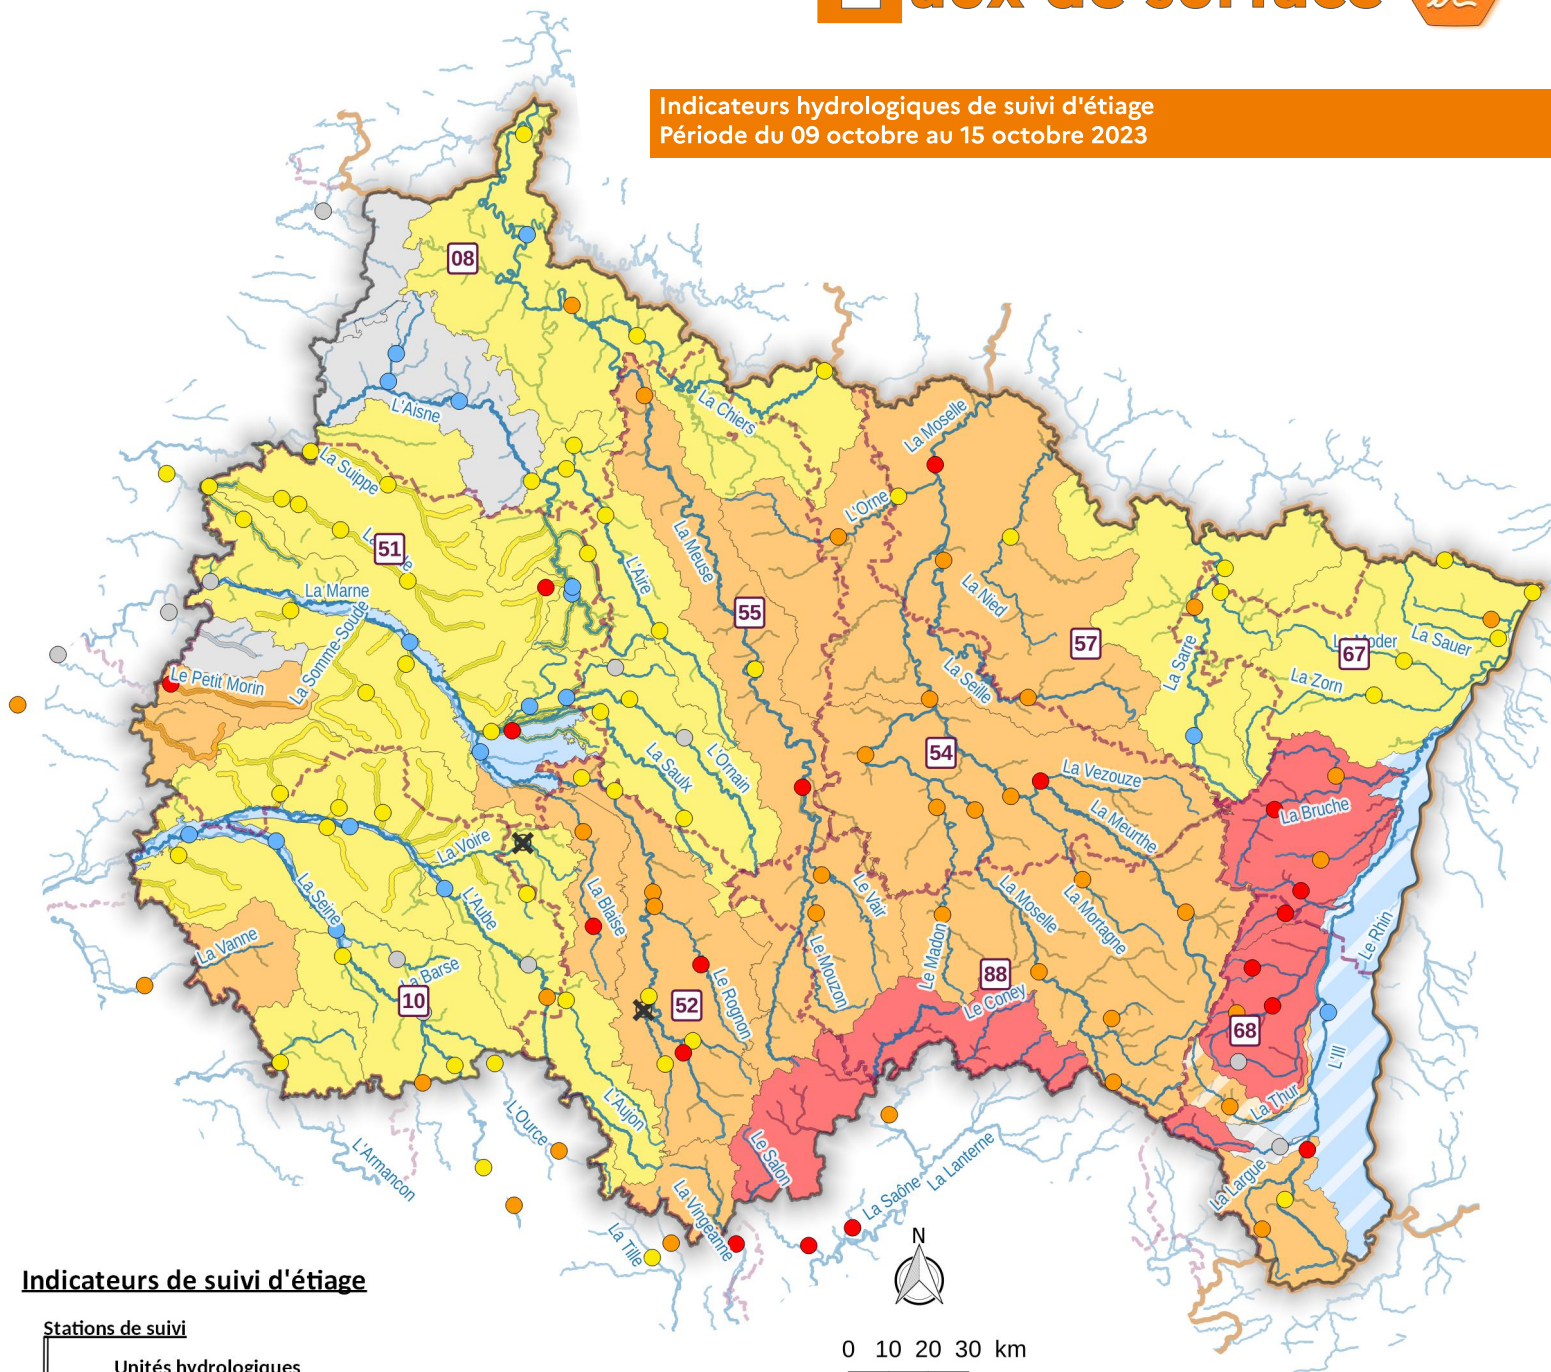 Indicateurs hydrologiques de suivi d'étiage
Période du 09 octobre au 15 octobre 2023
08
L'Aisne
La Chiers
La Moselle
La Suippe
L'Orne
51
La Meuse
L'Aire
La Marne
La Nied
55
La Somme-Soude
57
La Sarre
67
La Sauer
Le Petit Morin
La Seille
La Zorn
54
La Saulx
L'Ornain
La Vezouze
La Meurthe
La Bruche
La Voire
La Seine
L'Aube
La Blaise
Le Vair
La Moselle
La Mortagne
La Vanne
Le Rhin
La Barse
Le Mouzon
Le Madon
88
Le Coney
10
52
Le Rognon
68
L'Ill
La Thur
L'Aujon
L'Ource
L'Armançon
Le Salon
La Lanterne
La Saône
La Largue
La Vingeanne
La Tille
N
Indicateurs de suivi d'étiage
Stations de suivi
Unités hydrologiques
0 10 20 30 km